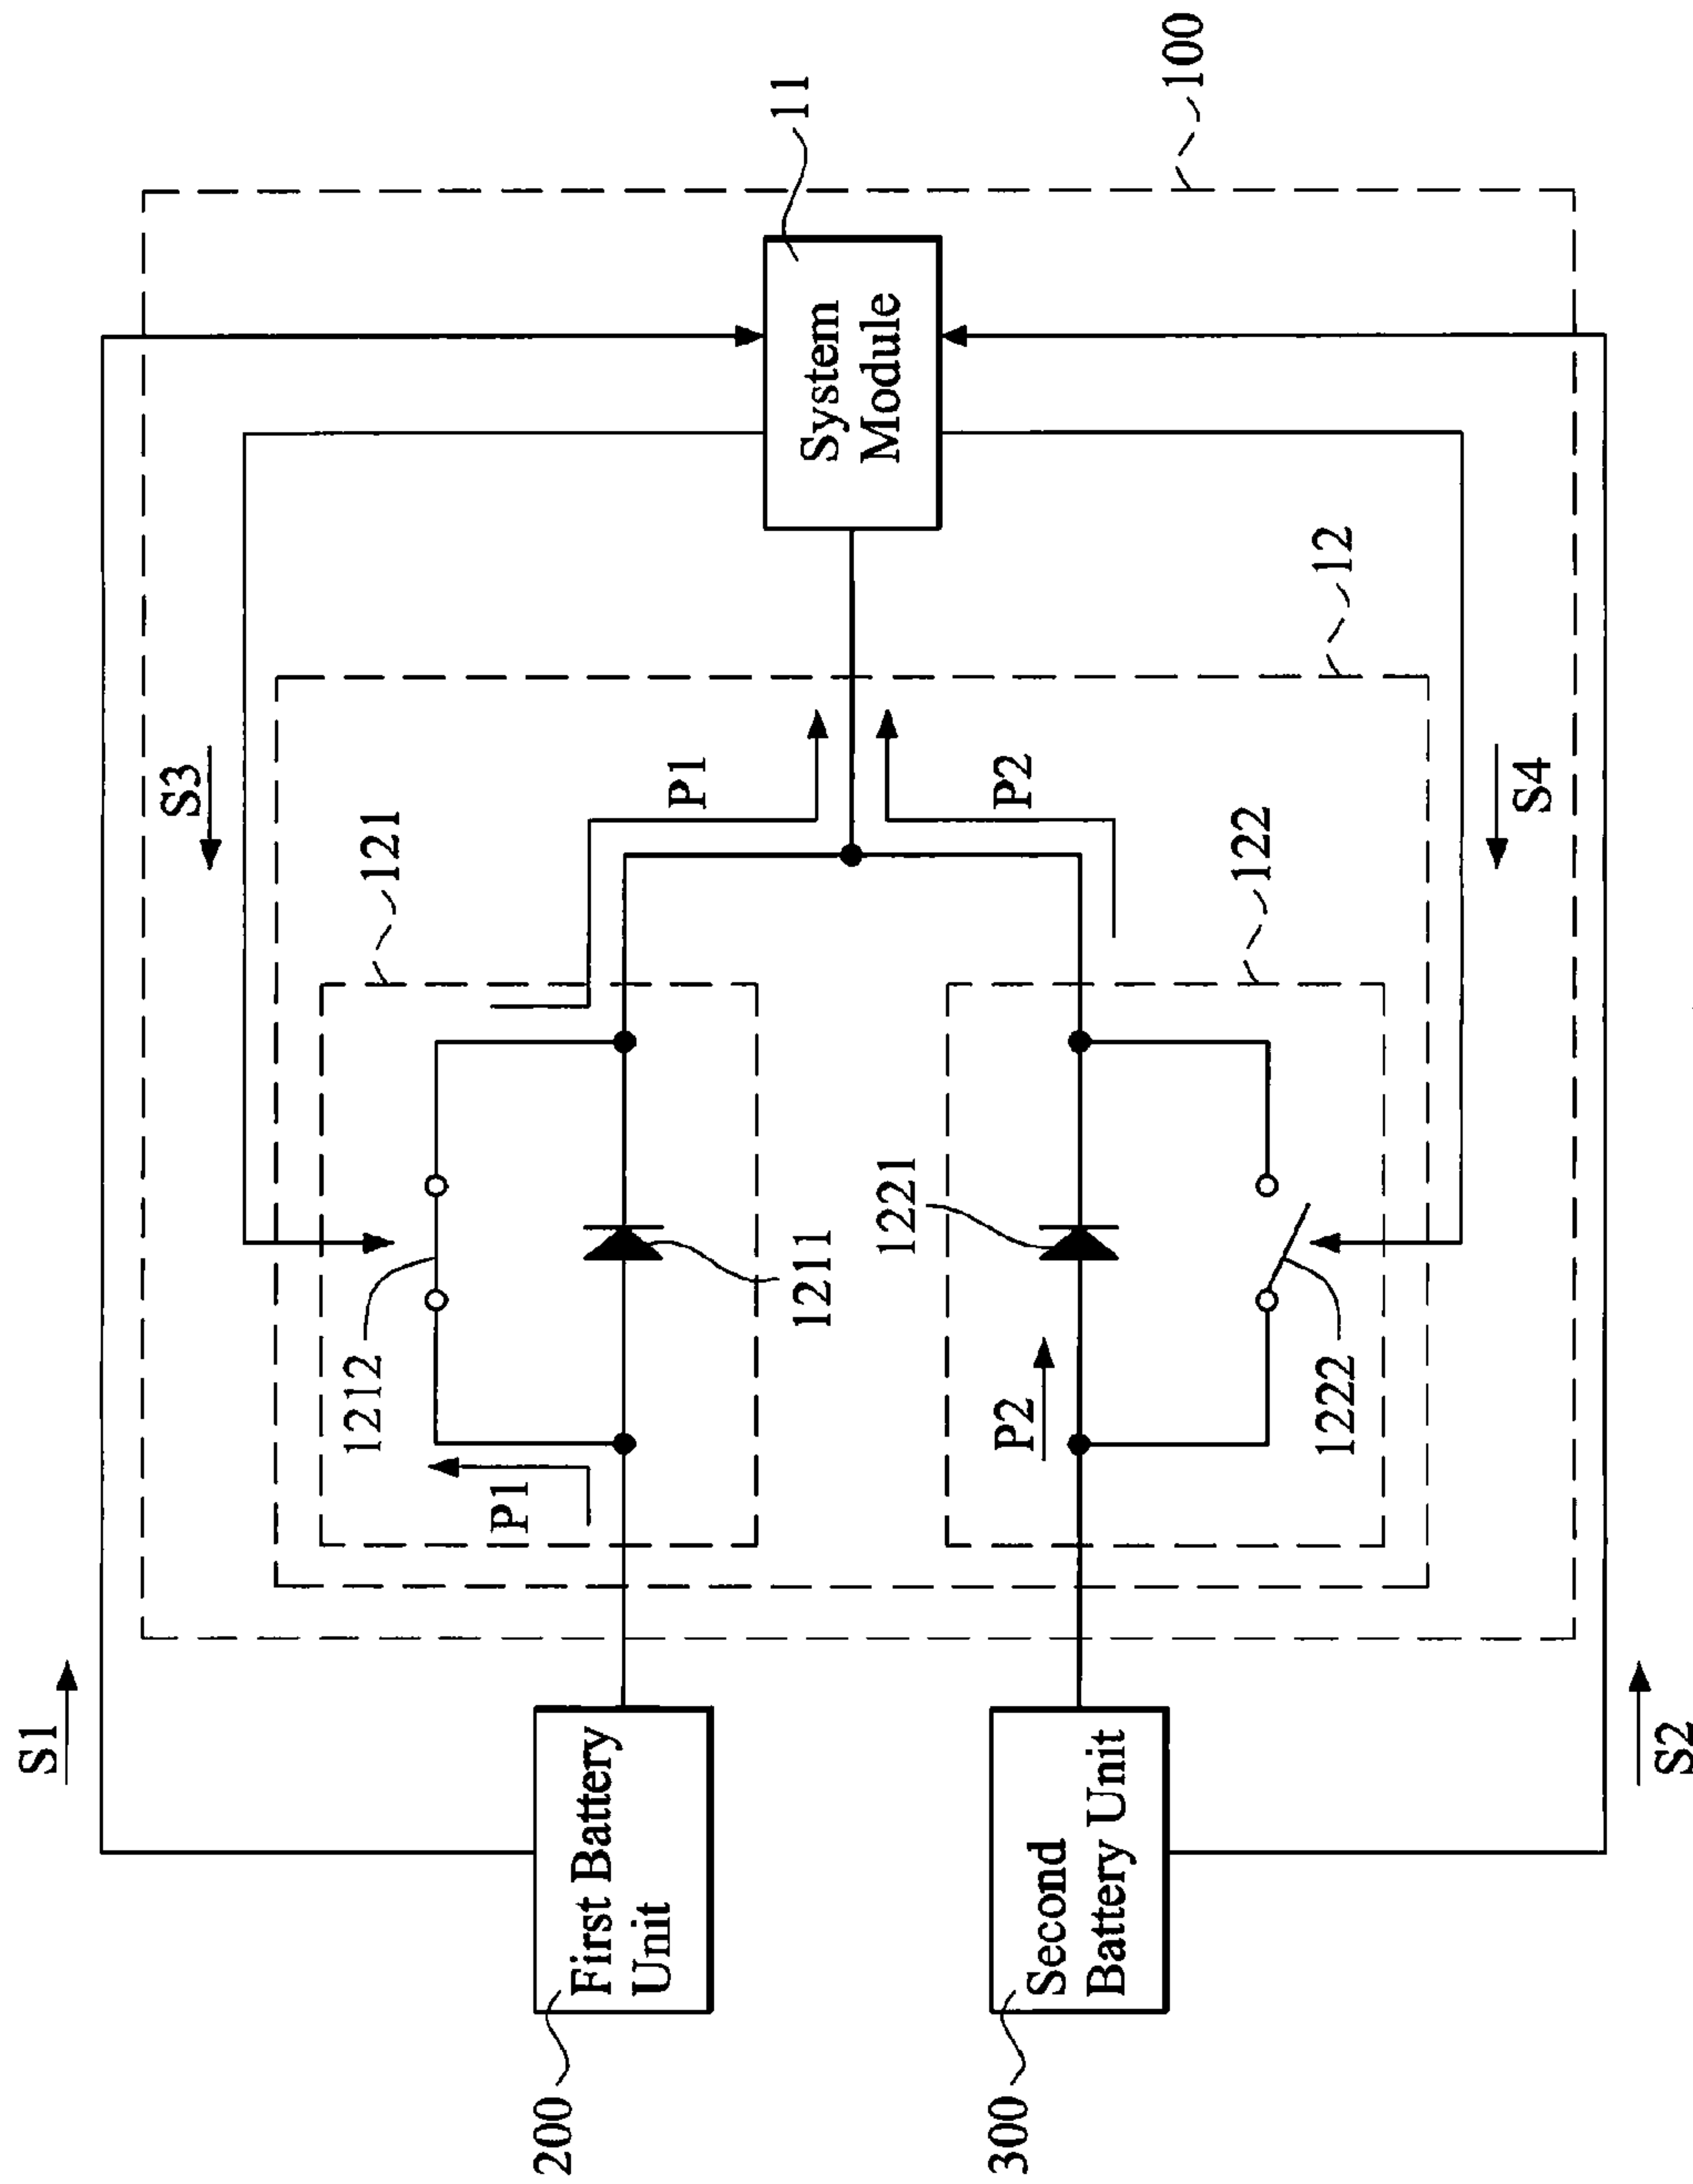 S1
S3
100
11
System
Module
12
121
P1
1212
P1
1211
200
First Battery
Unit
1221
P2
122
P2
1222
300
Second
Battery Unit
S4
S2